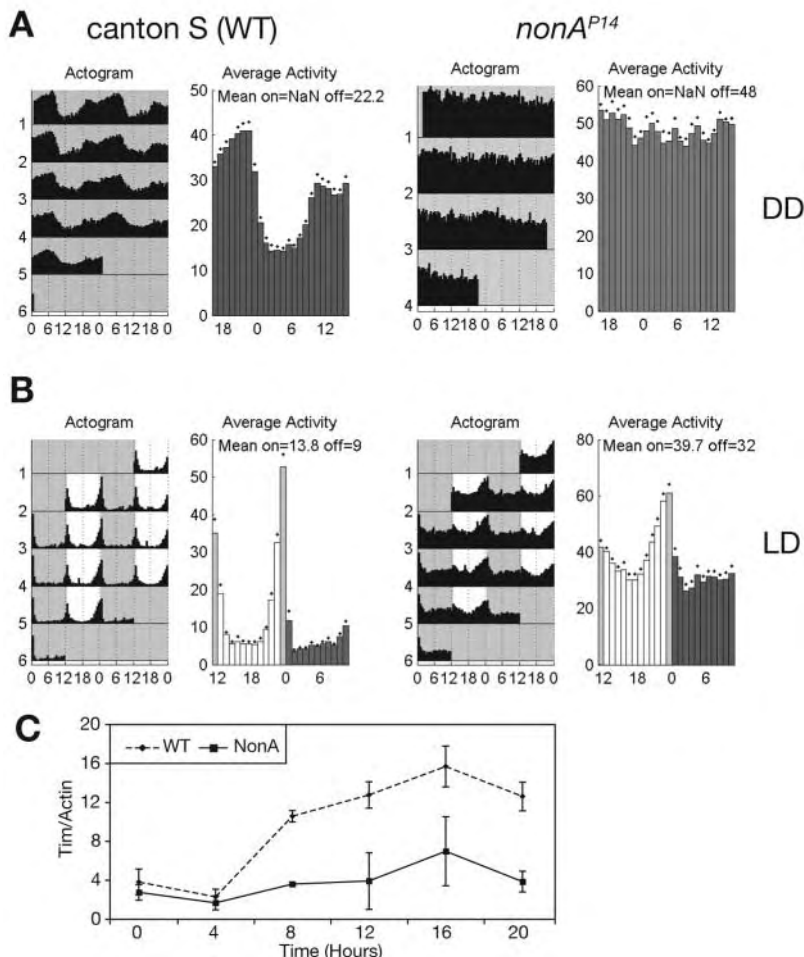 A
canton S (WT)
nonA^P14
Actogram
Average Activity
Actogram
Average Activity
Mean on=NaN off=22.2
Mean on=NaN off=48
50
40
30
20
10
0
60
50
40
30
20
10
0
1
2
3
4
5
6
1
2
3
4
DD
0 6 12 18 0 6 12 18 0
18 0 6 12
0 6 12 18 0 6 12 18 0
18 0 6 12
B
Actogram
Average Activity
Actogram
Average Activity
Mean on=13.8 off=9
Mean on=39.7 off=32
60
50
40
30
20
10
0
80
60
40
20
0
1
2
3
4
5
6
1
2
3
4
5
6
LD
0 6 12 18 0 6 12 18 0
12 18 0 6
0 6 12 18 0 6 12 18 0
12 18 0 6
C
WT NonA
Tim/Actin
20
16
12
8
4
0
0 4 8 12 16 20
Time (Hours)